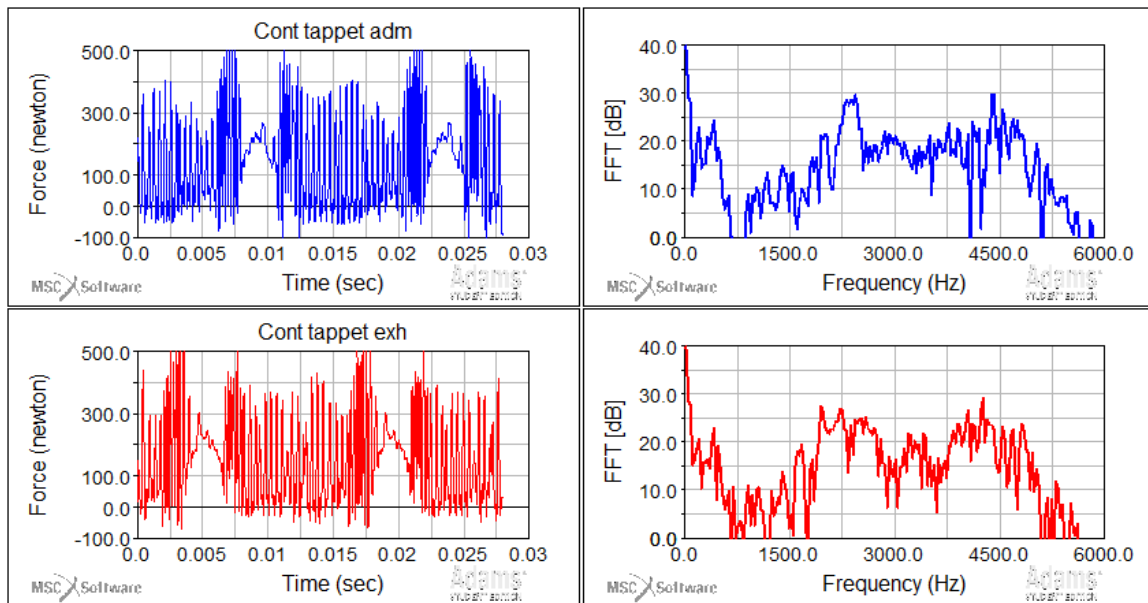 Cont tappet adm
Force (newton)
500.0
300.0
100.0
0.0
-100.0
0.0 0.005 0.01 0.015 0.02 0.025 0.03
Time (sec)
MSC Software
Adams
FFT [dB]
40.0
30.0
20.0
10.0
0.0
0.0 1500.0 3000.0 4500.0 6000.0
Frequency (Hz)
MSC Software
Adams
Cont tappet exh
Force (newton)
500.0
300.0
100.0
0.0
-100.0
0.0 0.005 0.01 0.015 0.02 0.025 0.03
Time (sec)
MSC Software
Adams
FFT [dB]
40.0
30.0
20.0
10.0
0.0
0.0 1500.0 3000.0 4500.0 6000.0
Frequency (Hz)
MSC Software
Adams